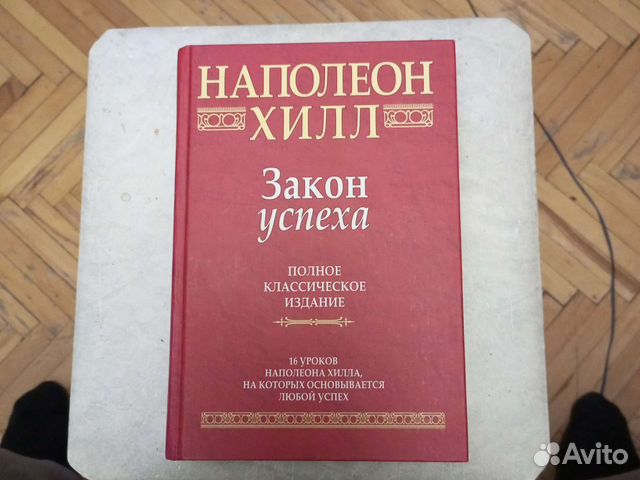 НАПОЛЕОН
ХИЛЛ
Закон
успеха
ПОЛНОЕ
КЛАССИЧЕСКОЕ
ИЗДАНИЕ
16 УРОКОВ
НАПОЛЕОНА ХИЛЛА,
НА КОТОРЫХ ОСНОВЫВАЕТСЯ
ЛЮБОЙ УСПЕХ
Avito